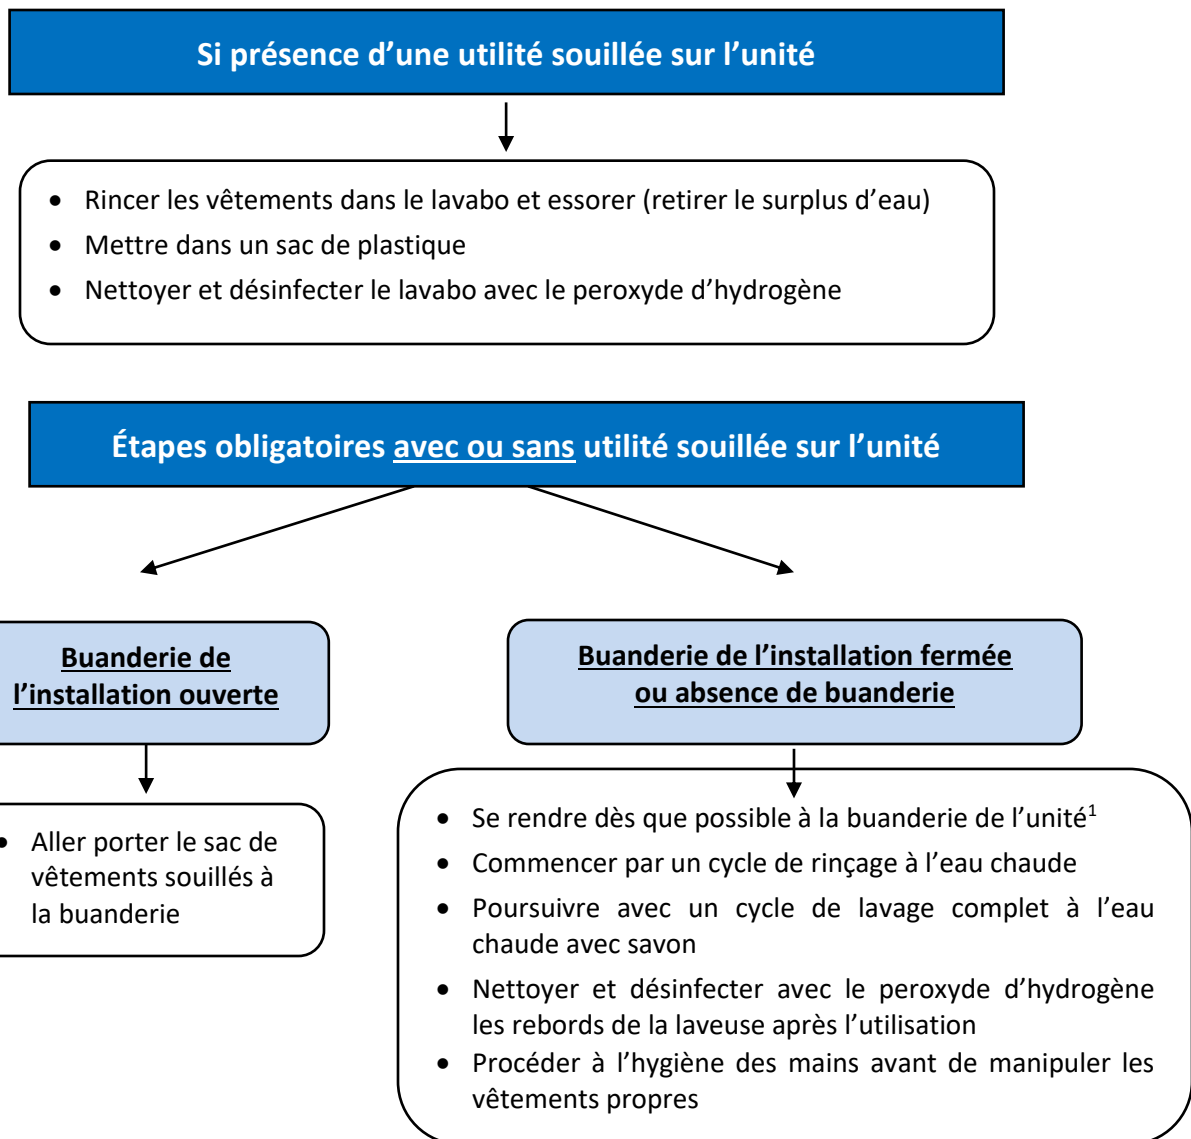 Si présence d’une utilité souillée sur l’unité
• Rincer les vêtements dans le lavabo et essorer (retirer le surplus d’eau)
• Mettre dans un sac de plastique
• Nettoyer et désinfecter le lavabo avec le peroxyde d’hydrogène
Étapes obligatoires avec ou sans utilité souillée sur l’unité
Buanderie de
l’installation ouverte
• Aller porter le sac de
vêtements souillés à
la buanderie
Buanderie de l’installation fermée
ou absence de buanderie
• Se rendre dès que possible à la buanderie de l’unité¹
• Commencer par un cycle de rinçage à l’eau chaude
• Poursuivre avec un cycle de lavage complet à l’eau
chaude avec savon
• Nettoyer et désinfecter avec le peroxyde d’hydrogène
les rebords de la laveuse après l’utilisation
• Procéder à l’hygiène des mains avant de manipuler les
vêtements propres